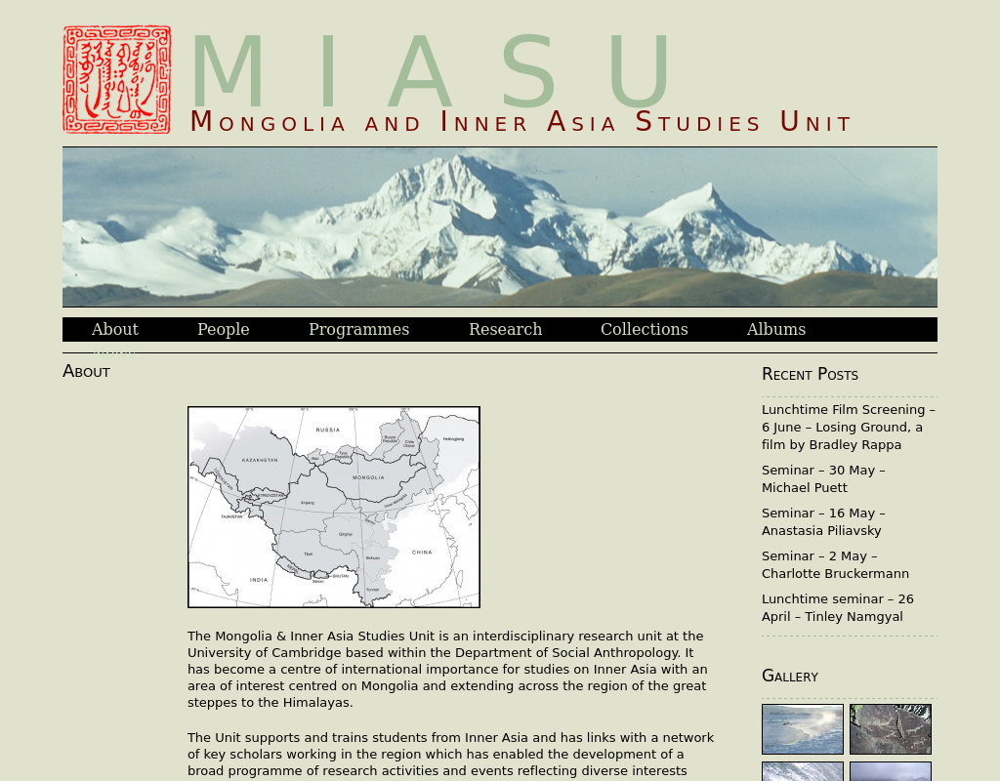 M I A S U
Mongolia and Inner Asia Studies Unit
About People Programmes Research Collections Albums
About
RUSSIA
KAZAKHSTAN
MONGOLIA
Heilongjiang
Xinjiang
Inner Mongolia
TAJIKISTAN
Qinghai
Tibet
Sichuan
CHINA
INDIA
BHUTAN
Yunnan
The Mongolia & Inner Asia Studies Unit is an interdisciplinary research unit at the
University of Cambridge based within the Department of Social Anthropology. It
has become a centre of international importance for studies on Inner Asia with an
area of interest centred on Mongolia and extending across the region of the great
steppes to the Himalayas.
The Unit supports and trains students from Inner Asia and has links with a network
of key scholars working in the region which has enabled the development of a
broad programme of research activities and events reflecting diverse interests
Recent Posts
Lunchtime Film Screening –
6 June – Losing Ground, a
film by Bradley Rappa
Seminar – 30 May –
Michael Puett
Seminar – 16 May –
Anastasia Piliavsky
Seminar – 2 May –
Charlotte Bruckermann
Lunchtime seminar – 26
April – Tinley Namgyal
Gallery